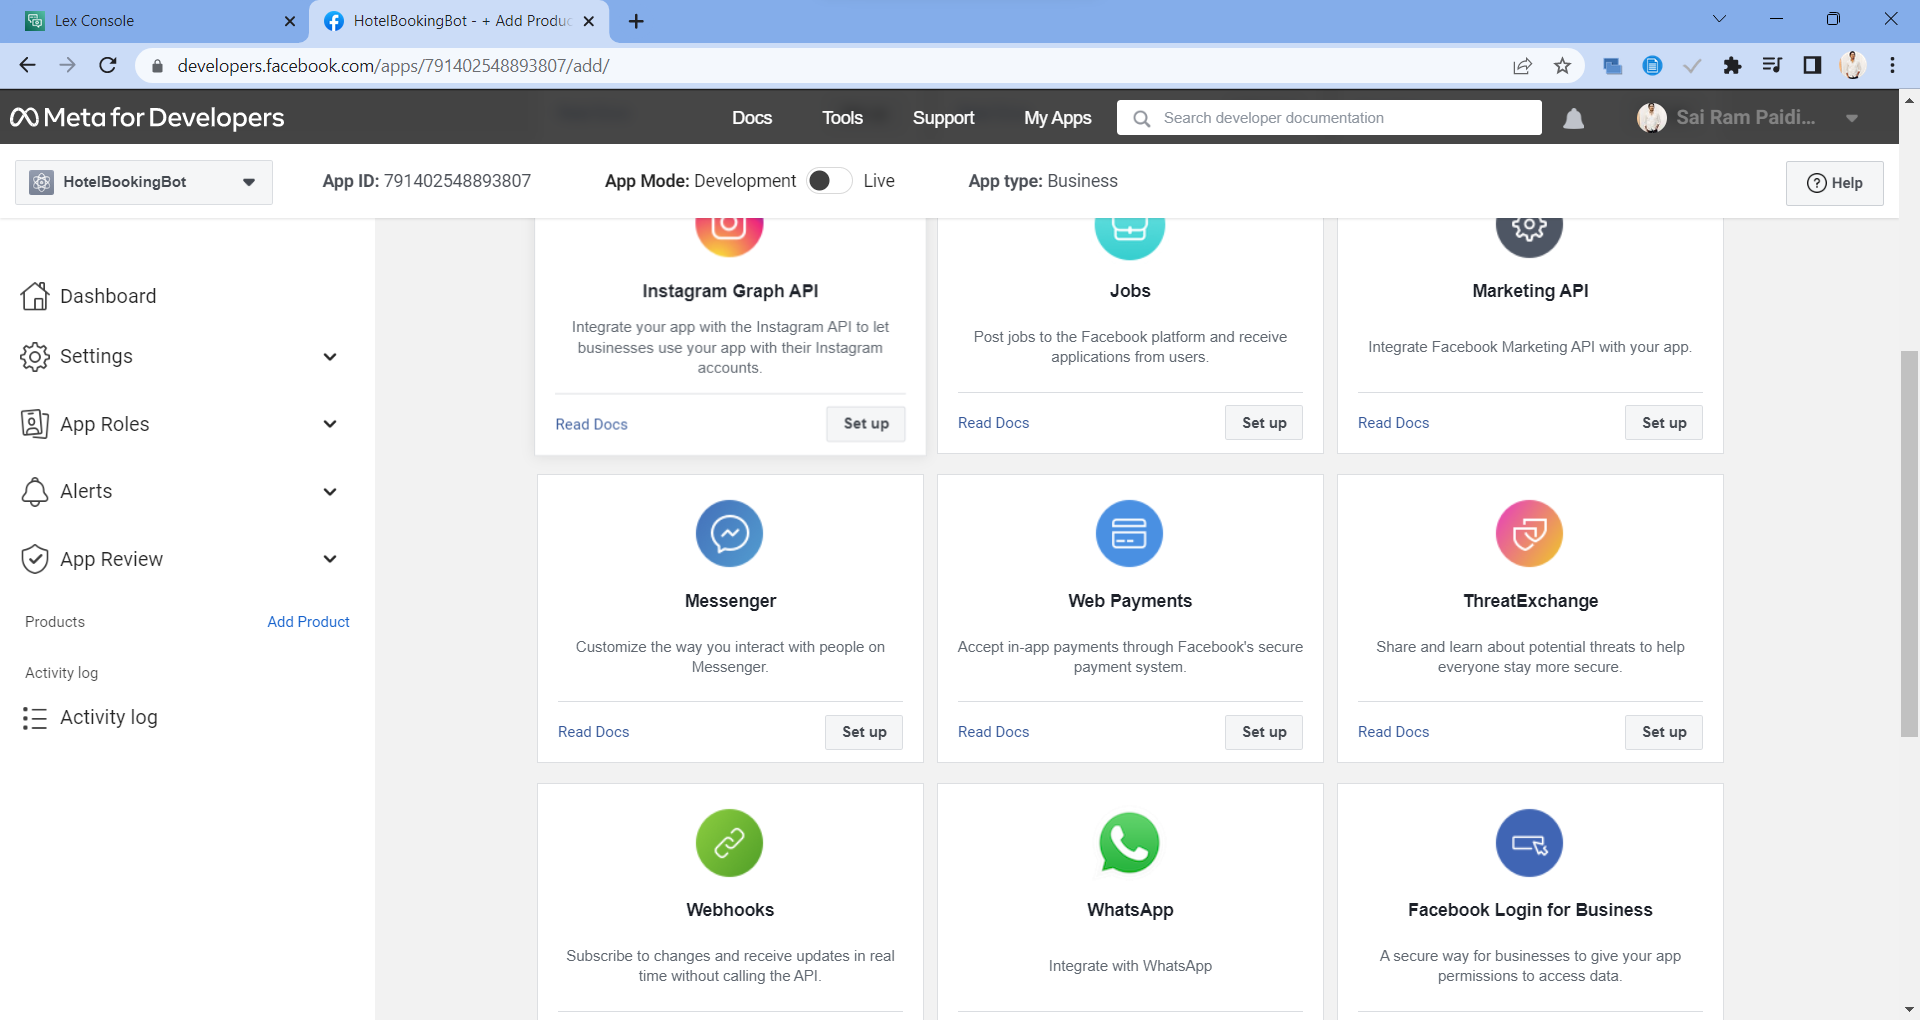 Lex Console
HotelBookingBot - + Add Produc
developers.facebook.com/apps/791402548893807/add/
Meta for Developers
Docs
Tools
Support
My Apps
Search developer documentation
Sai Ram Paidi...
HotelBookingBot
App ID: 791402548893807
App Mode: Development
Live
App type: Business
Help
Dashboard
Settings
App Roles
Alerts
App Review
Products
Add Product
Activity log
Activity log
Instagram Graph API
Integrate your app with the Instagram API to let
businesses use your app with their Instagram
accounts.
Read Docs
Set up
Jobs
Post jobs to the Facebook platform and receive
applications from users.
Read Docs
Set up
Marketing API
Integrate Facebook Marketing API with your app.
Read Docs
Set up
Messenger
Customize the way you interact with people on
Messenger.
Read Docs
Set up
Web Payments
Accept in-app payments through Facebook's secure
payment system.
Read Docs
Set up
ThreatExchange
Share and learn about potential threats to help
everyone stay more secure.
Read Docs
Set up
Webhooks
Subscribe to changes and receive updates in real
time without calling the API.
WhatsApp
Integrate with WhatsApp
Facebook Login for Business
A secure way for businesses to give your app
permissions to access data.